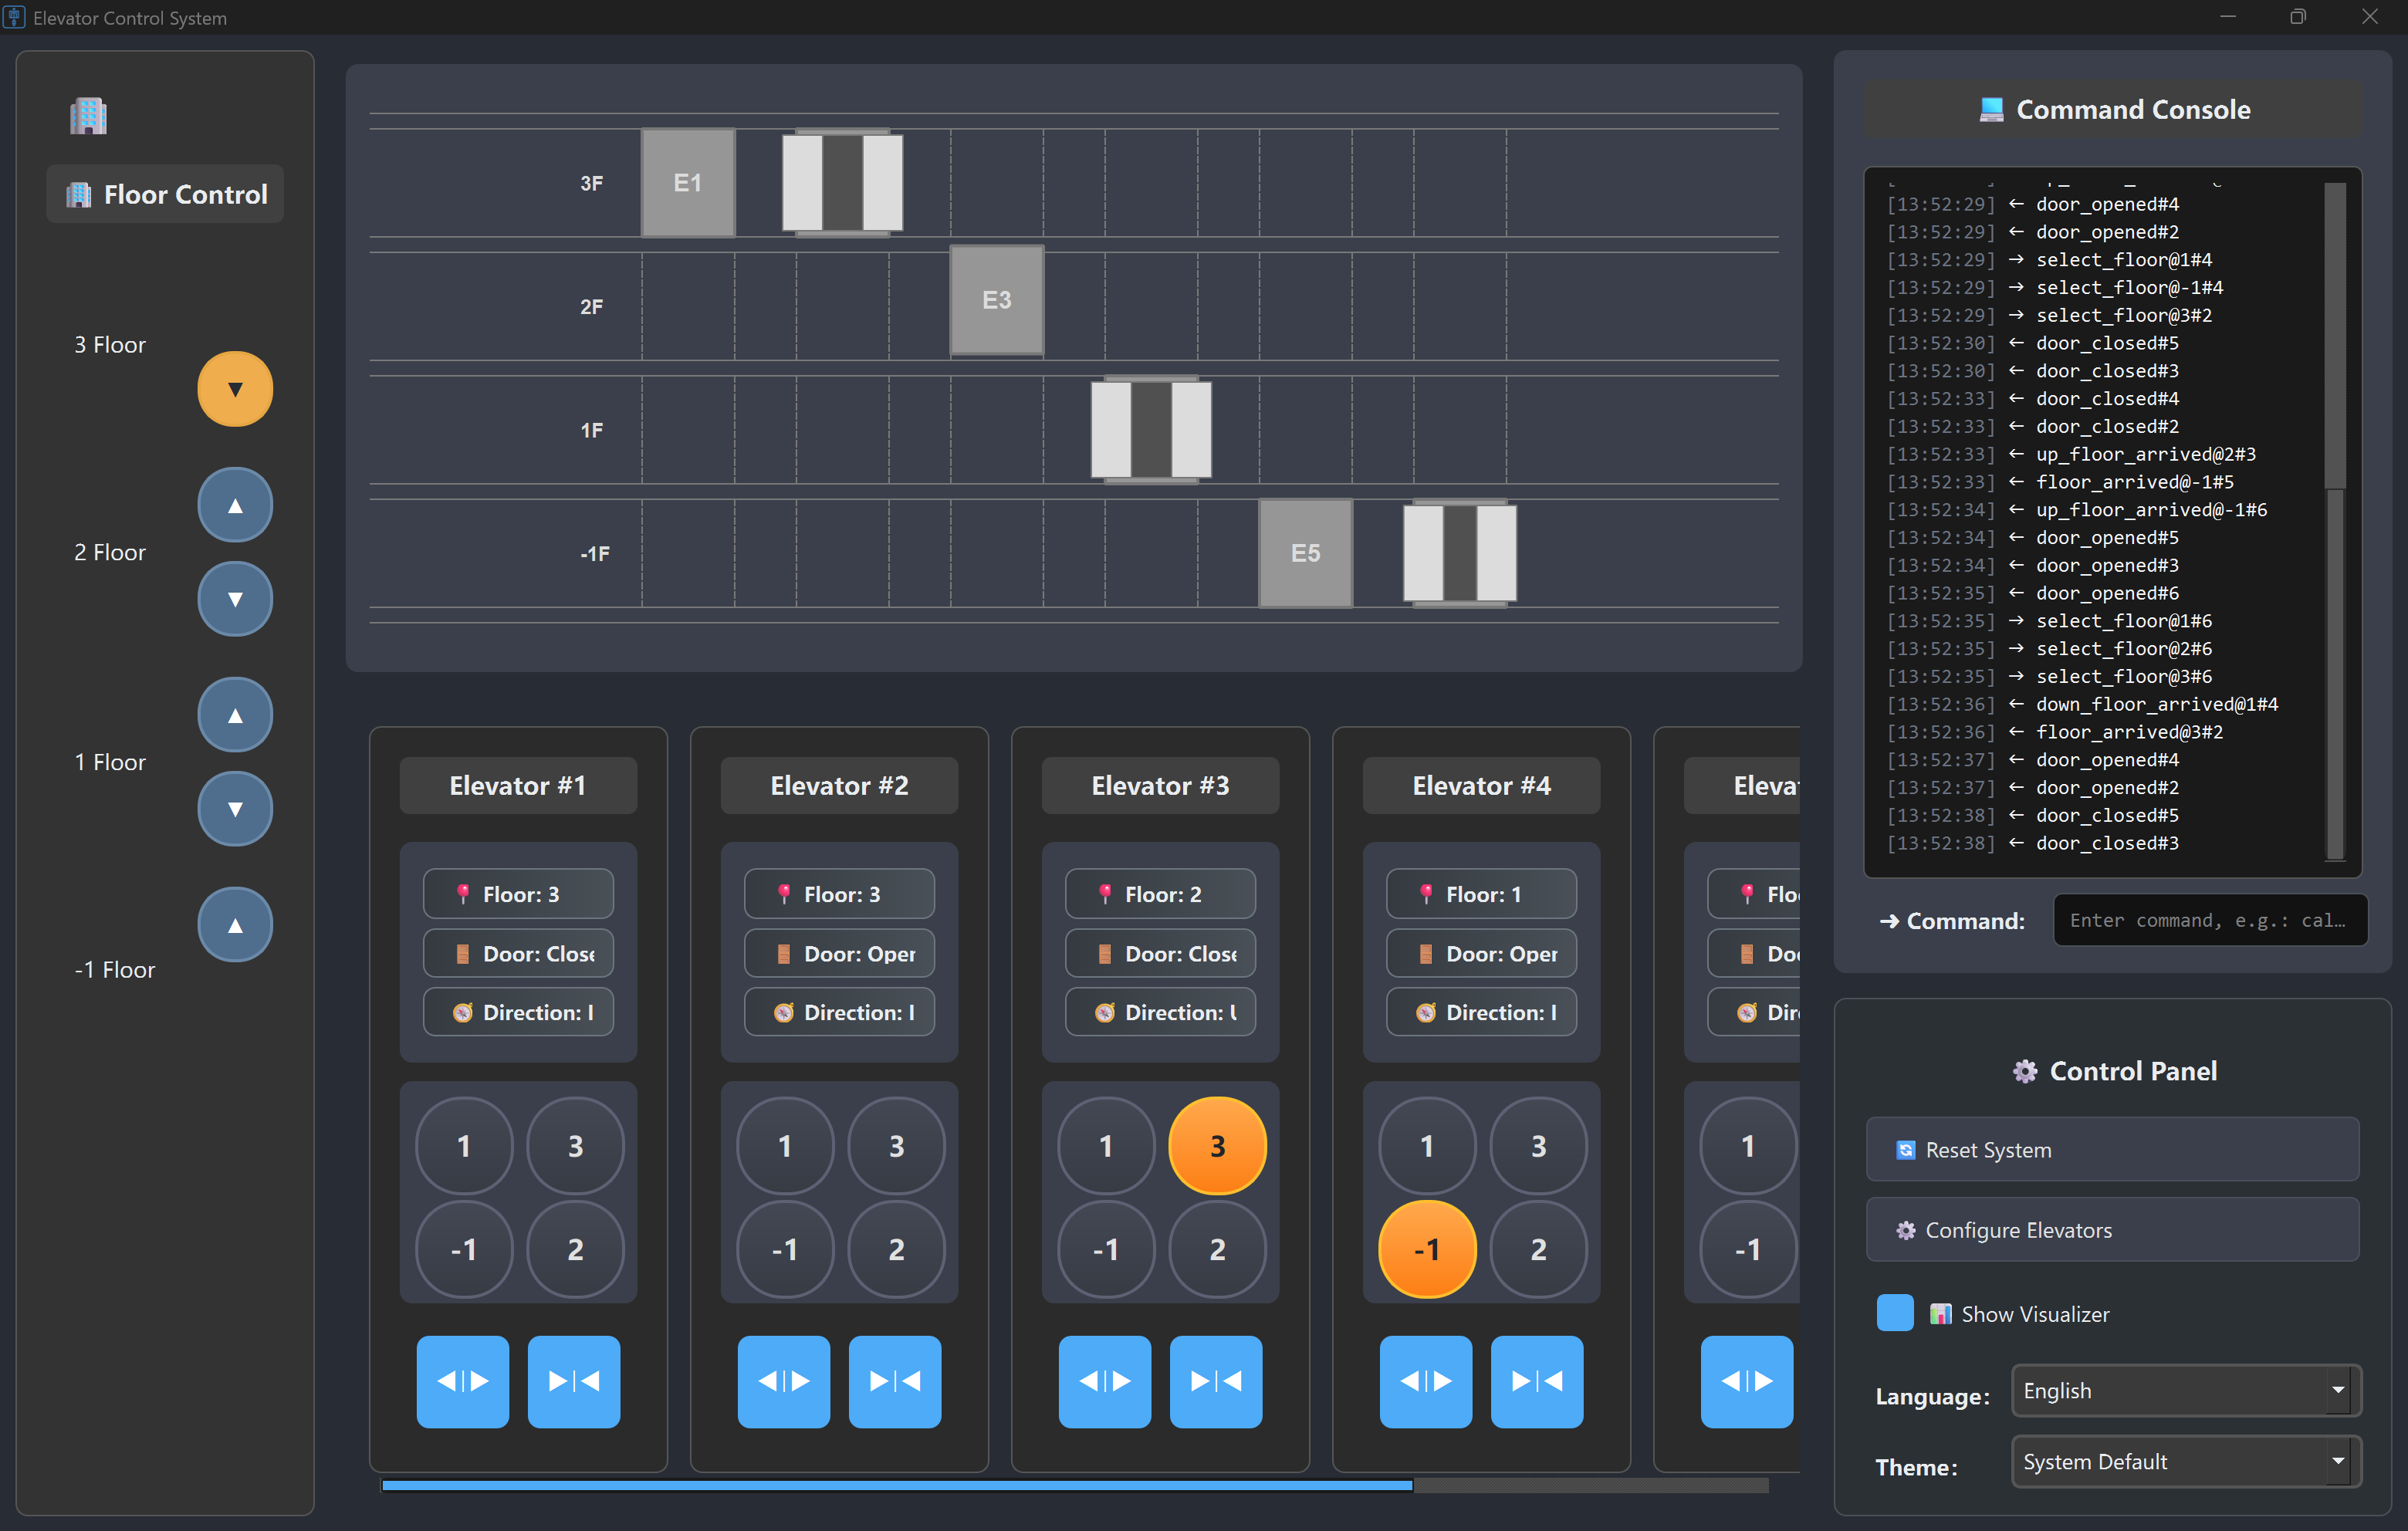 Elevator Control System
Floor Control
3 Floor
▼
▲
2 Floor
▼
▲
1 Floor
▼
▲
-1 Floor
3F
E1
2F
E3
1F
-1F
E5
Elevator #1
Floor: 3
Door: Close
Direction: I
1 3
-1 2
Elevator #2
Floor: 3
Door: Open
Direction: I
1 3
-1 2
Elevator #3
Floor: 2
Door: Close
Direction: U
1 3
-1 2
Elevator #4
Floor: 1
Door: Open
Direction: I
1 3
-1 2
Eleva
Flo
Do
Dir
1
-1
Command Console
[13:52:29] ← door_opened#4
[13:52:29] ← door_opened#2
[13:52:29] → select_floor@1#4
[13:52:29] → select_floor@-1#4
[13:52:29] → select_floor@3#2
[13:52:30] ← door_closed#5
[13:52:30] ← door_closed#3
[13:52:33] ← door_closed#4
[13:52:33] ← door_closed#2
[13:52:33] ← up_floor_arrived@2#3
[13:52:33] ← floor_arrived@-1#5
[13:52:34] ← up_floor_arrived@-1#6
[13:52:34] ← door_opened#5
[13:52:34] ← door_opened#3
[13:52:35] ← door_opened#6
[13:52:35] → select_floor@1#6
[13:52:35] → select_floor@2#6
[13:52:35] → select_floor@3#6
[13:52:36] ← down_floor_arrived@1#4
[13:52:36] ← floor_arrived@3#2
[13:52:37] ← door_opened#4
[13:52:37] ← door_opened#2
[13:52:38] ← door_closed#5
[13:52:38] ← door_closed#3
➜ Command: Enter command, e.g.: cal…
Control Panel
Reset System
Configure Elevators
Show Visualizer
Language: English
Theme: System Default